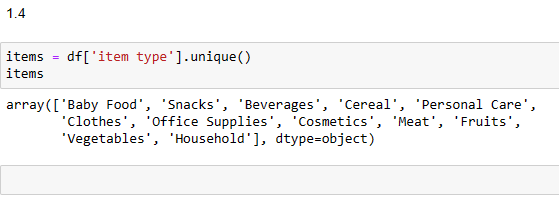 1.4
items = df['item type'].unique()
items
array(['Baby Food', 'Snacks', 'Beverages', 'Cereal', 'Personal Care',
'Clothes', 'Office Supplies', 'Cosmetics', 'Meat', 'Fruits',
'Vegetables', 'Household'], dtype=object)